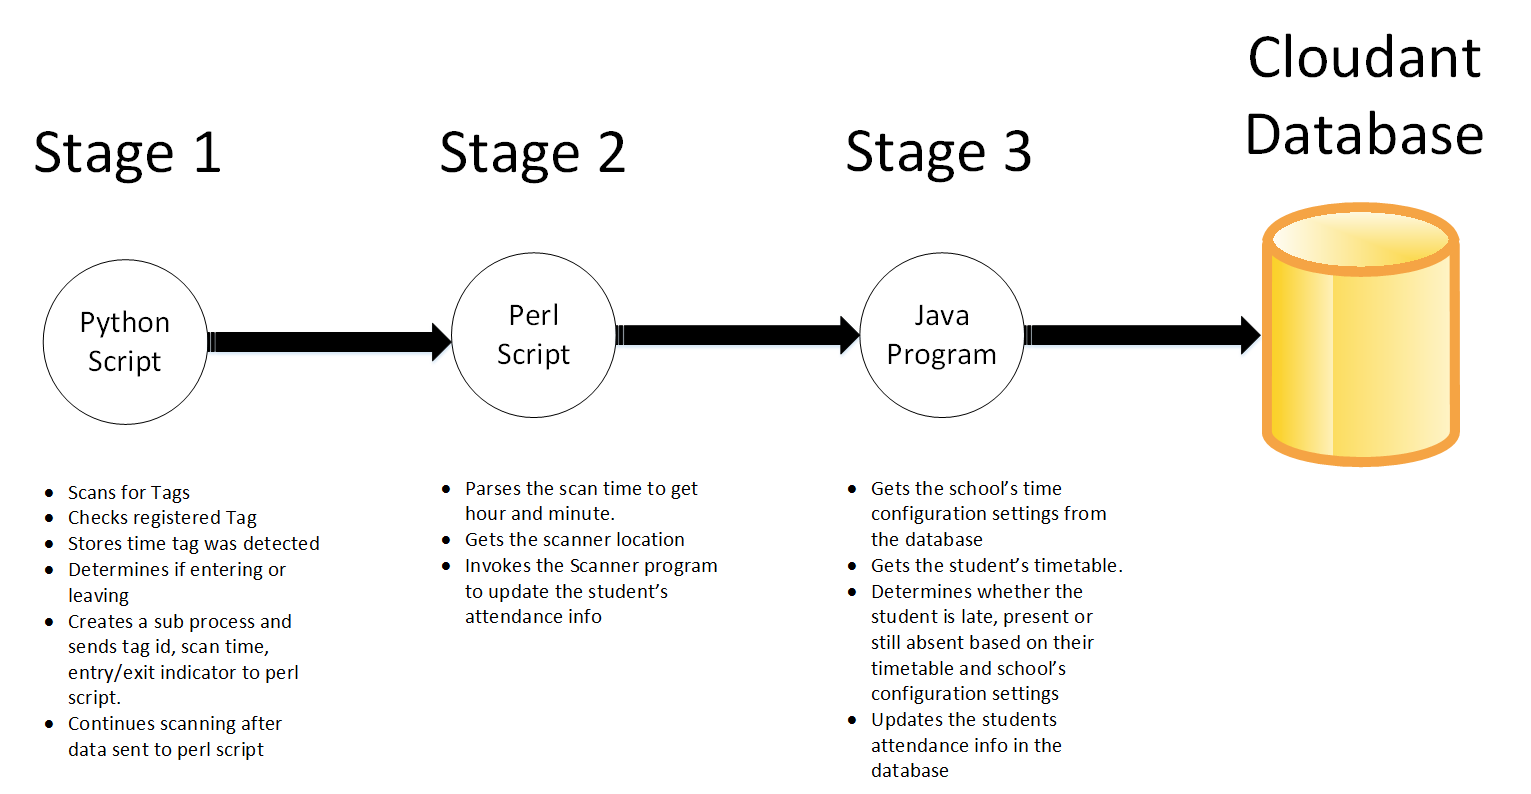 Cloudant
Database
Stage 1
Stage 2
Stage 3
Python
Script
Perl
Script
Java
Program
• Scans for Tags
• Checks registered Tag
• Stores time tag was detected
• Determines if entering or
leaving
• Creates a sub process and
sends tag id, scan time,
entry/exit indicator to perl
script.
• Continues scanning after
data sent to perl script
• Parses the scan time to get
hour and minute.
• Gets the scanner location
• Invokes the Scanner program
to update the student’s
attendance info
• Gets the school’s time
configuration settings from
the database
• Gets the student’s timetable.
• Determines whether the
student is late, present or
still absent based on their
timetable and school’s
configuration settings
• Updates the students
attendance info in the
database